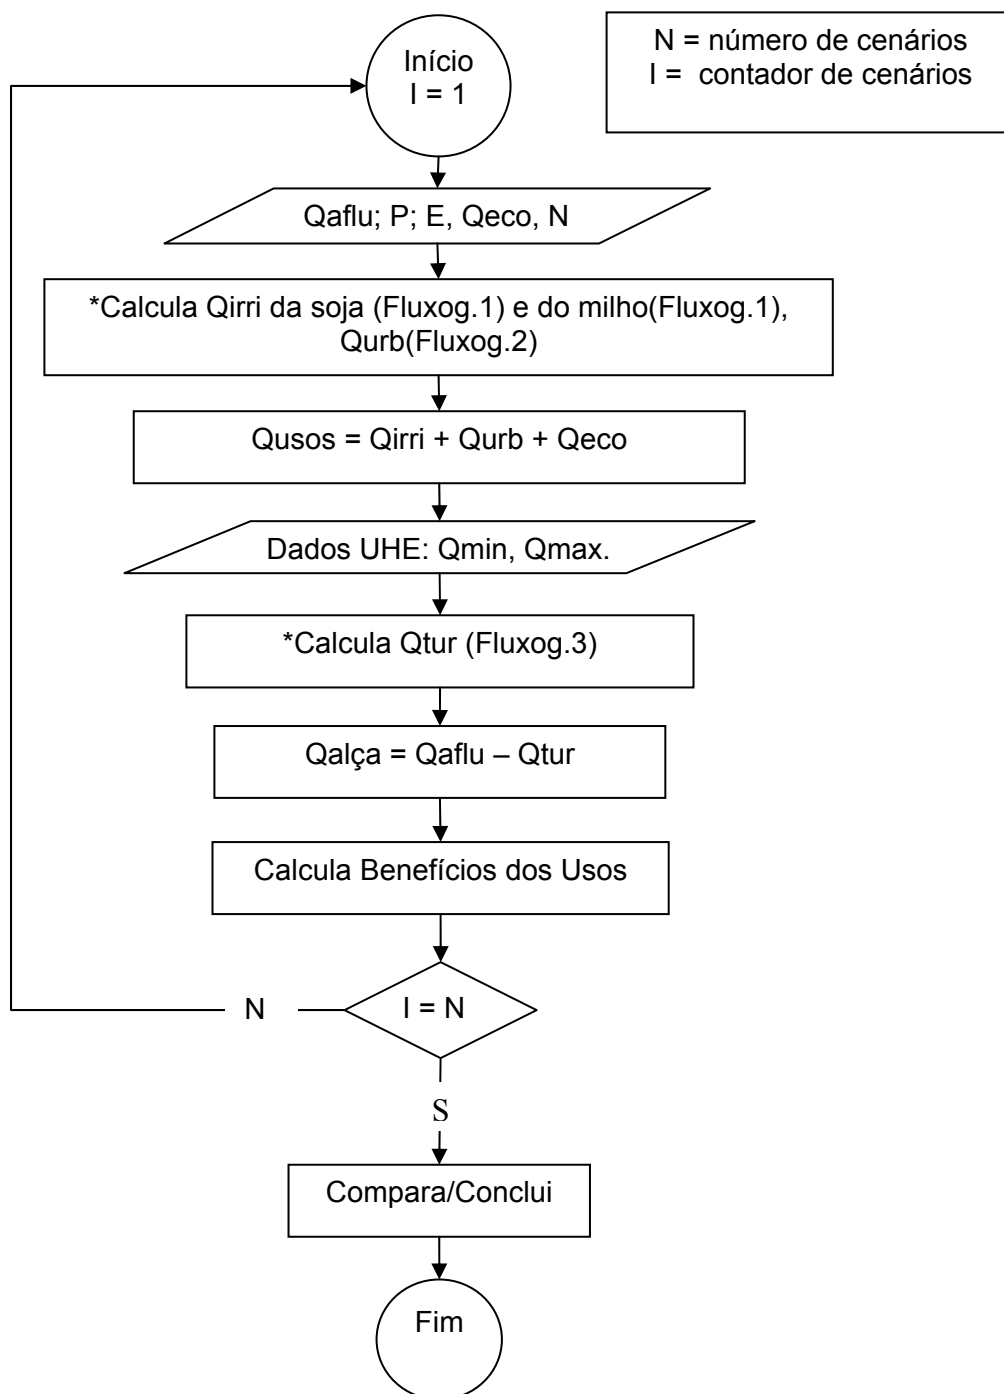 Início
I = 1
N = número de cenários
I =  contador de cenários
Qaflu; P; E, Qeco, N
*Calcula Qirri da soja (Fluxog.1) e do milho(Fluxog.1),
Qurb(Fluxog.2)
Qusos = Qirri + Qurb + Qeco
Dados UHE: Qmin, Qmax.
*Calcula Qtur (Fluxog.3)
Qalça = Qaflu – Qtur
Calcula Benefícios dos Usos
I = N
N
S
Compara/Conclui
Fim